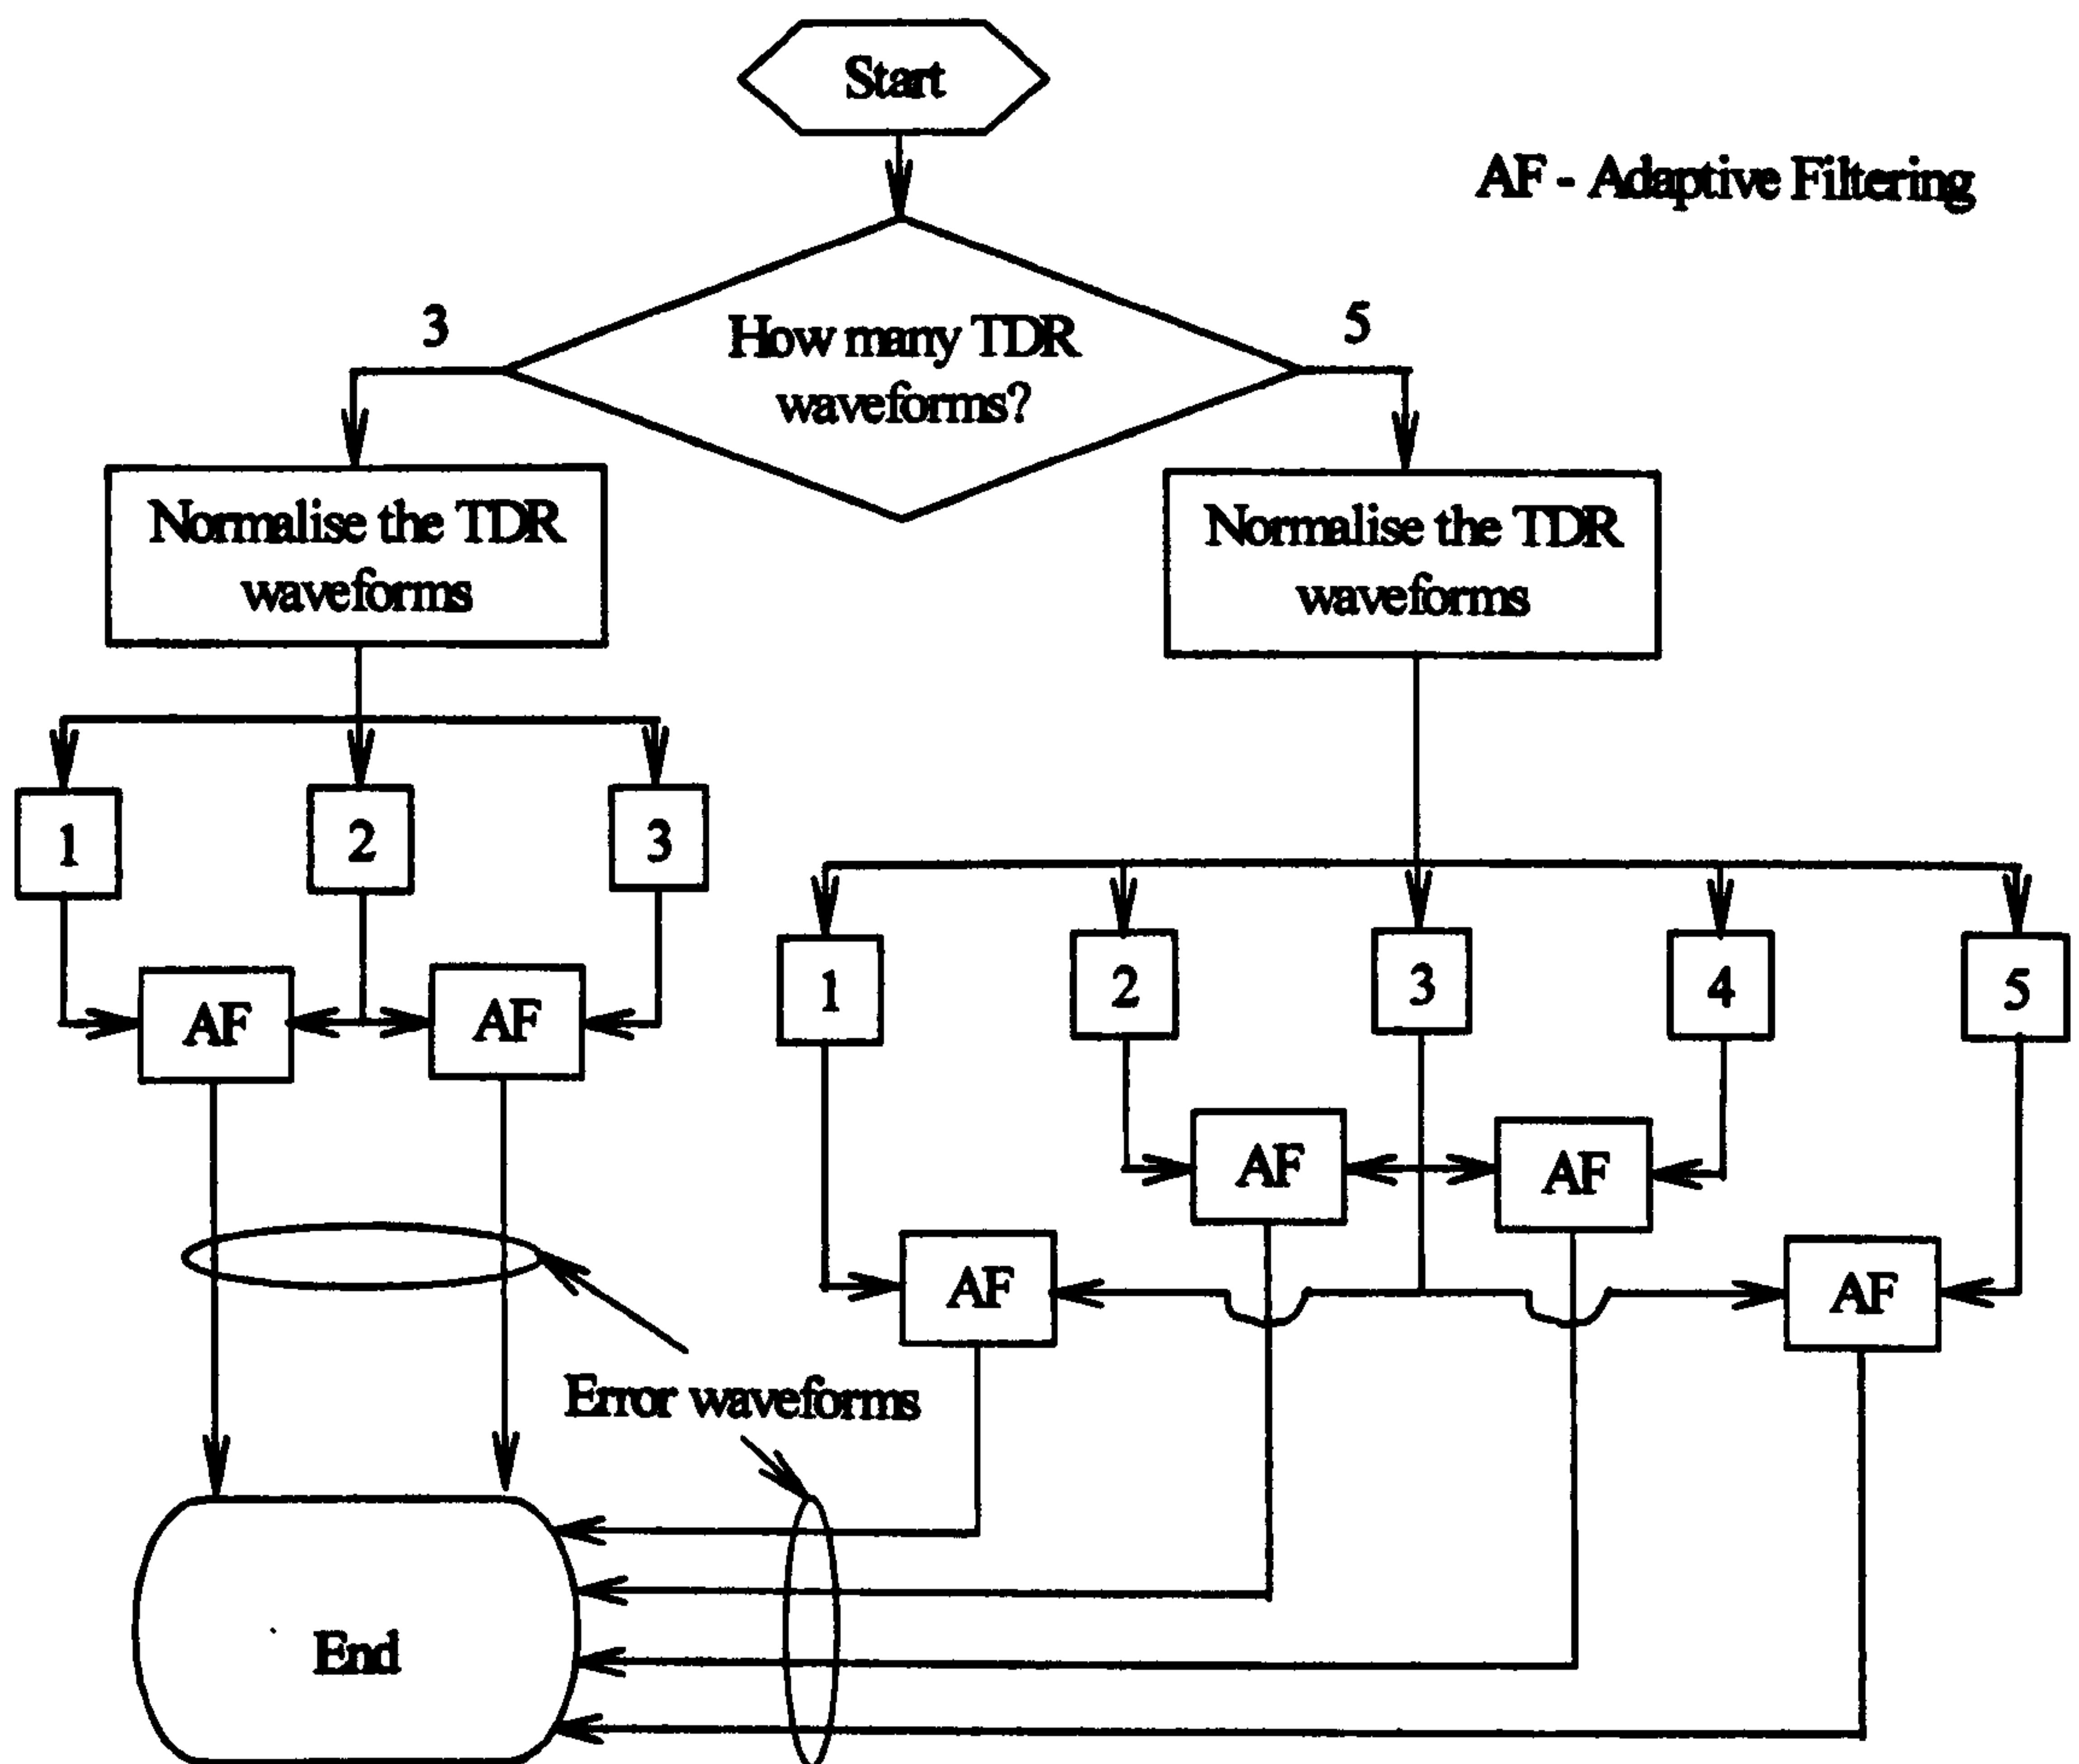 Start
AF - Adaptive Filtering
3
How many TDR
waveforms?
5
Normalise the TDR
waveforms
Normalise the TDR
waveforms
1
2
3
AF
AF
1
2
3
4
5
AF
AF
AF
AF
Error waveforms
End